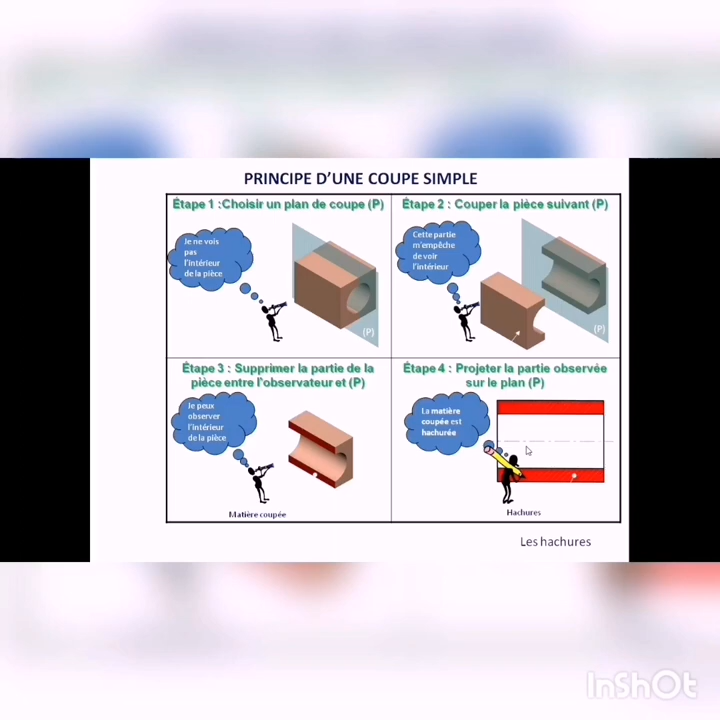 PRINCIPE D'UNE COUPE SIMPLE
Étape 1 :Choisir un plan de coupe (P)
Je ne vois
pas
l'intérieur
de la pièce
(P)
Étape 2 : Couper la pièce suivant (P)
Cette partie
m'empêche
de voir
l'intérieur
(P)
Étape 3 : Supprimer la partie de la
pièce entre l'observateur et (P)
Je peux
observer
l'intérieur
de la pièce
Matière coupée
Étape 4 : Projeter la partie observée
sur le plan (P)
La matière
coupée est
hachurée
Hachures
Les hachures
InShOt